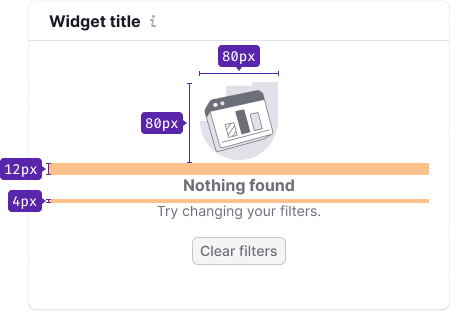 Widget title
80px
80px
12px
Nothing found
4px
Try changing your filters.
Clear filters